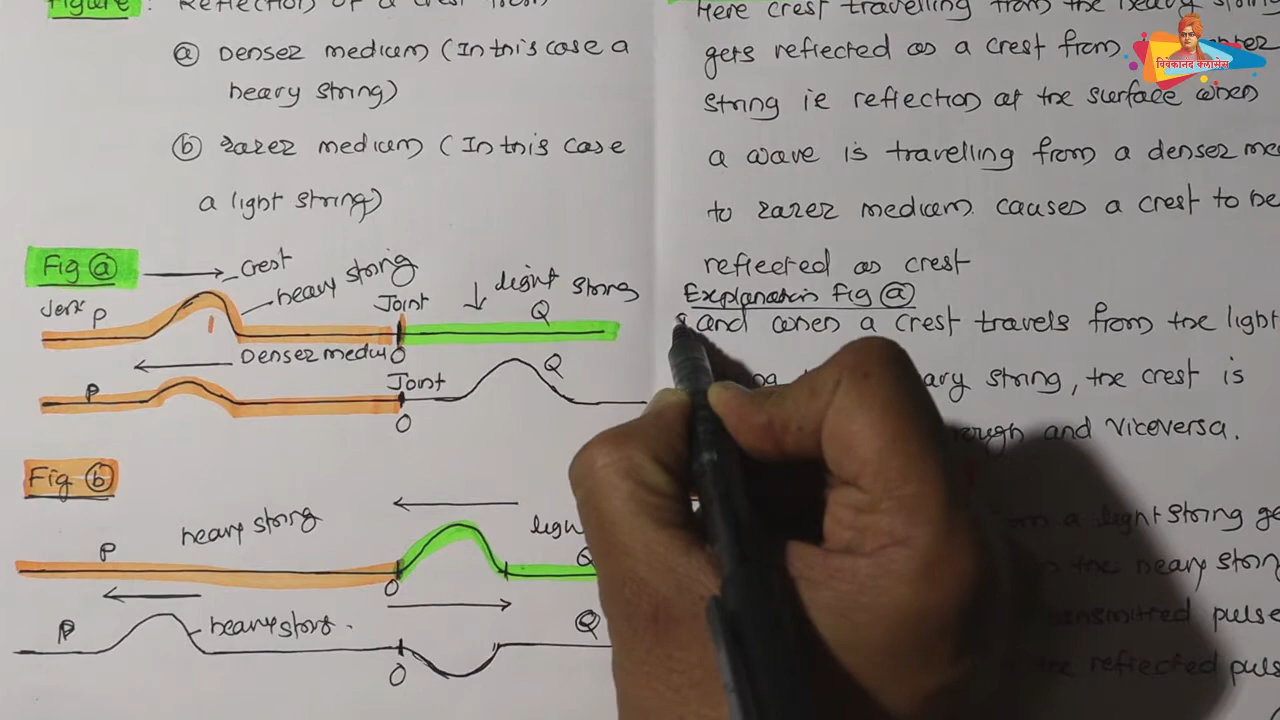 Figure : Reflection of a crest from
(a) Denser medium (In this case a
heavy string)
(b) rarer medium (In this case
a light string)
Fig (a)
crest
heavy string
Jerk P
Joint
light string
Q
O
Denser mediu
P
Joint
Q
O
Fig (b)
heavy string
P
O
Q
P
heavy string
Q
O
Here crest travelling from the heavy string
gets reflected as a crest from
string ie reflection at the surface when
a wave is travelling from a denser me
to rarer medium causes a crest to be
reflected as crest
Explanation Fig (a)
and when a crest travels from the light
string, the crest is
and viceversa.
a light string ge
the heavy strin
pulse
the reflected puls
विवेकानंद क्लासेस